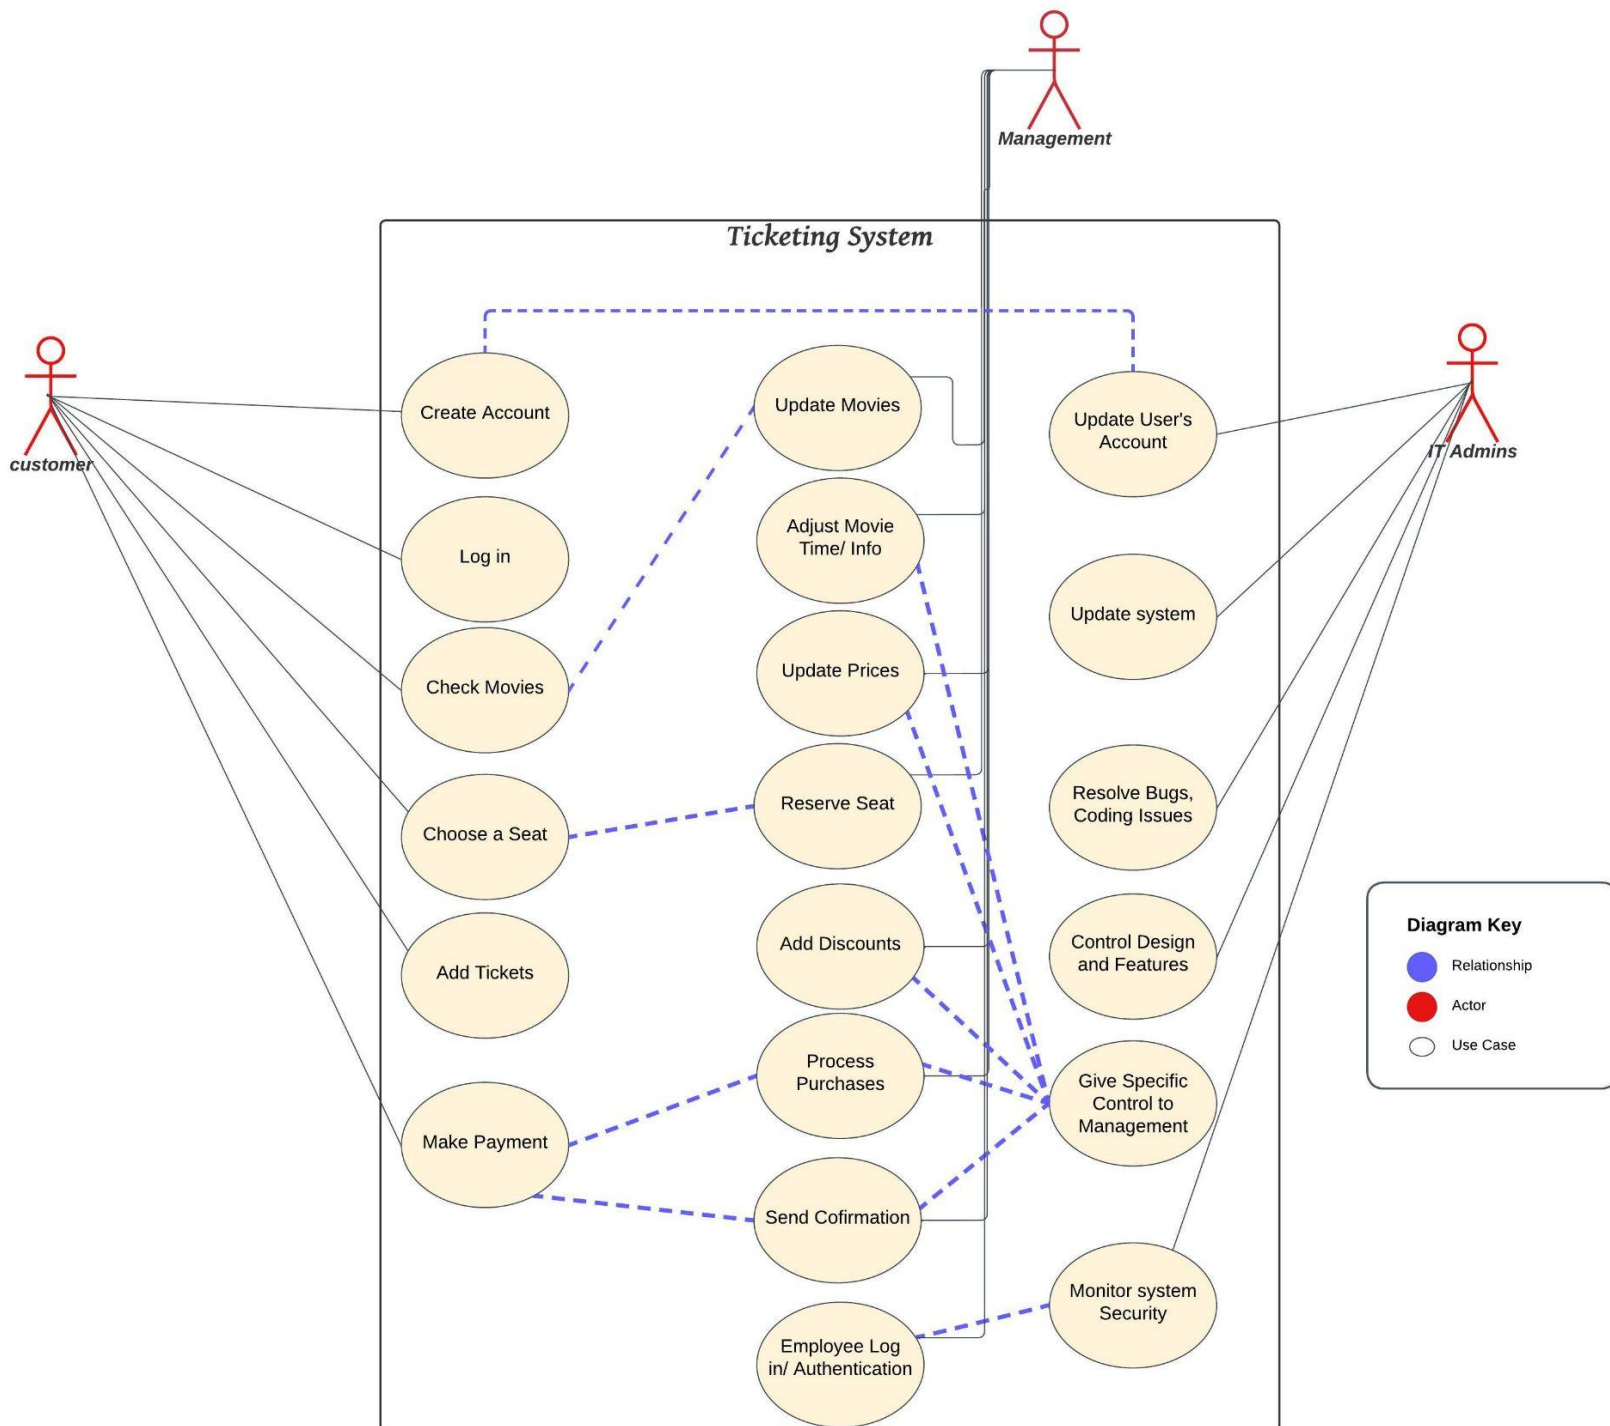 Management
Ticketing System
customer
IT Admins
Create Account
Log in
Check Movies
Choose a Seat
Add Tickets
Make Payment
Update Movies
Adjust Movie
Time/ Info
Update Prices
Reserve Seat
Add Discounts
Process
Purchases
Send Cofirmation
Employee Log
in/ Authentication
Update User's
Account
Update system
Resolve Bugs,
Coding Issues
Control Design
and Features
Give Specific
Control to
Management
Monitor system
Security
Diagram Key
Relationship
Actor
Use Case